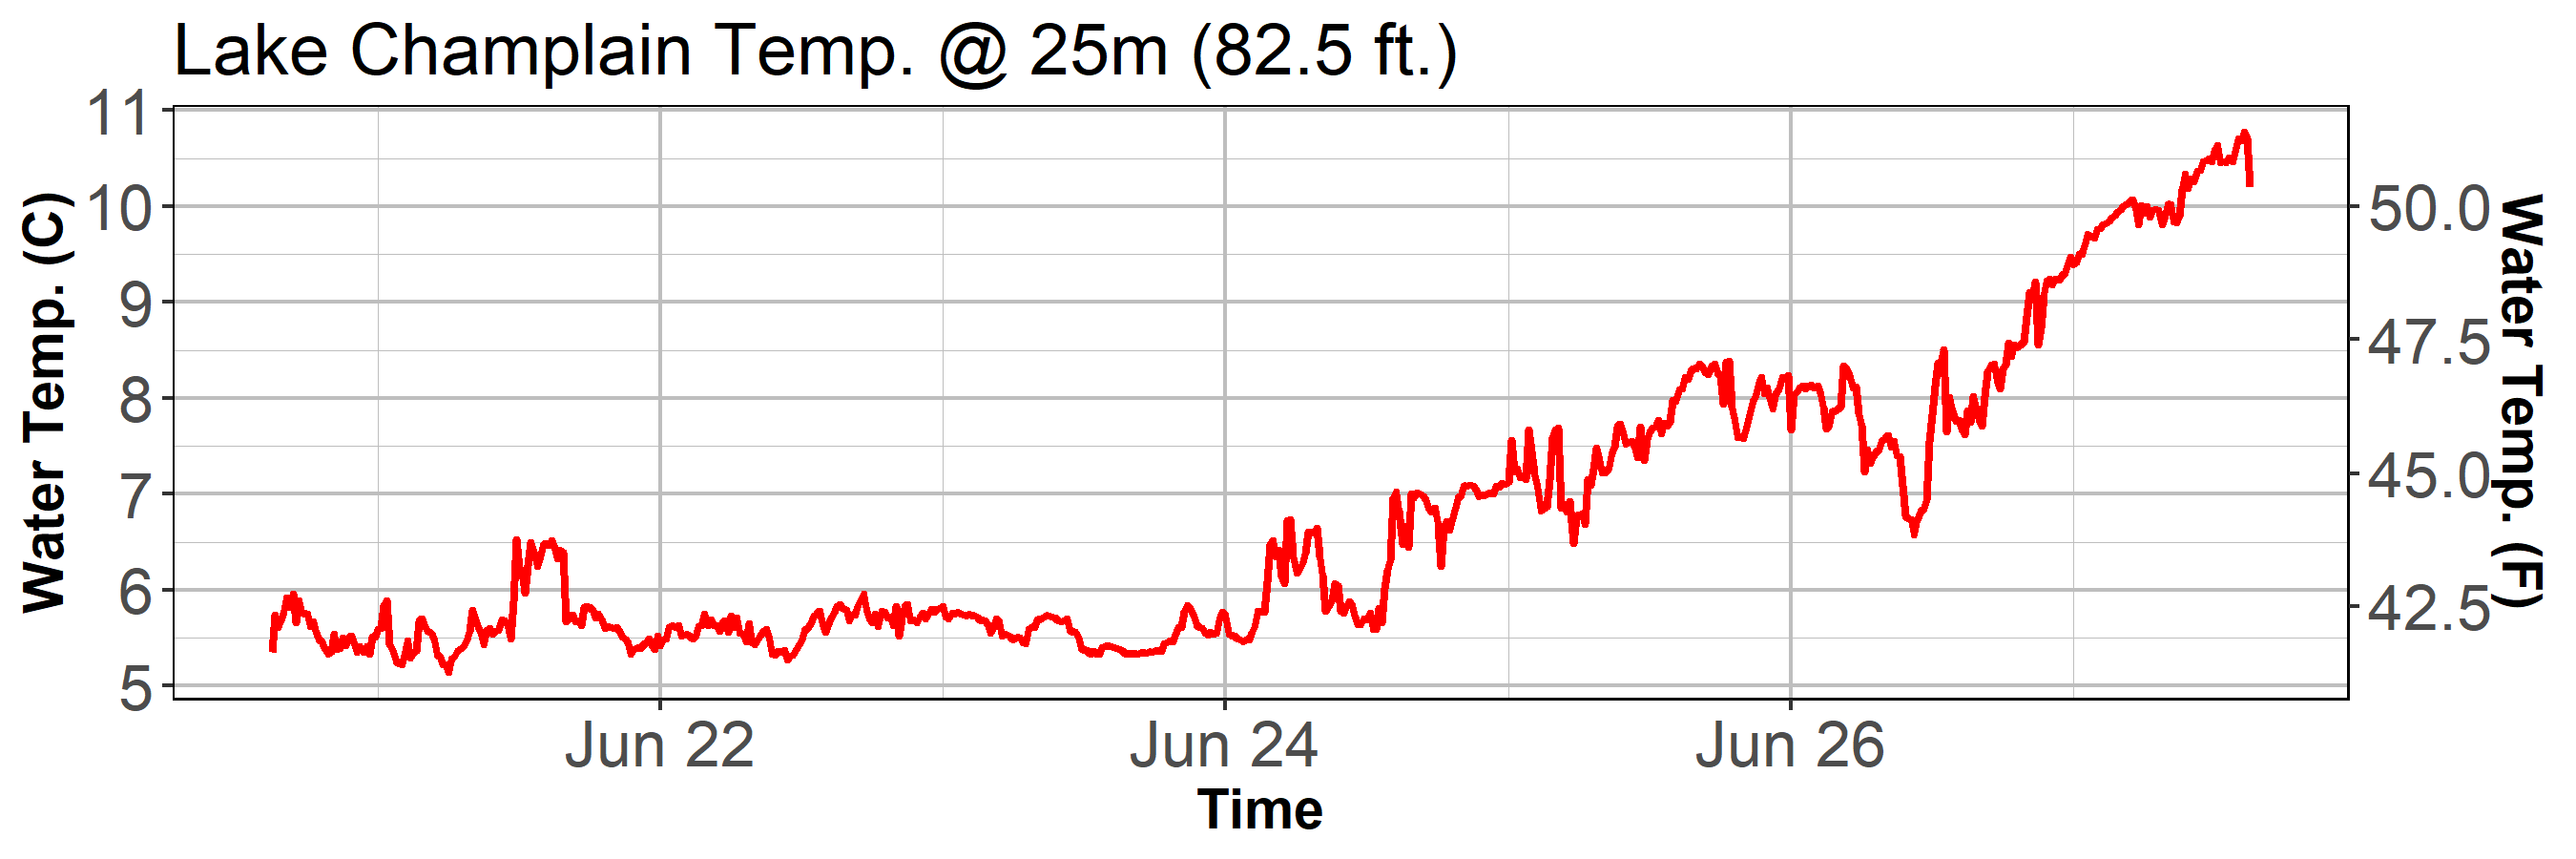 Lake Champlain Temp. @ 25m (82.5 ft.)
Water Temp. (C)
11
10
9
8
7
6
5
50.0
47.5
45.0
42.5
Water Temp. (F)
Jun 22
Jun 24
Jun 26
Time